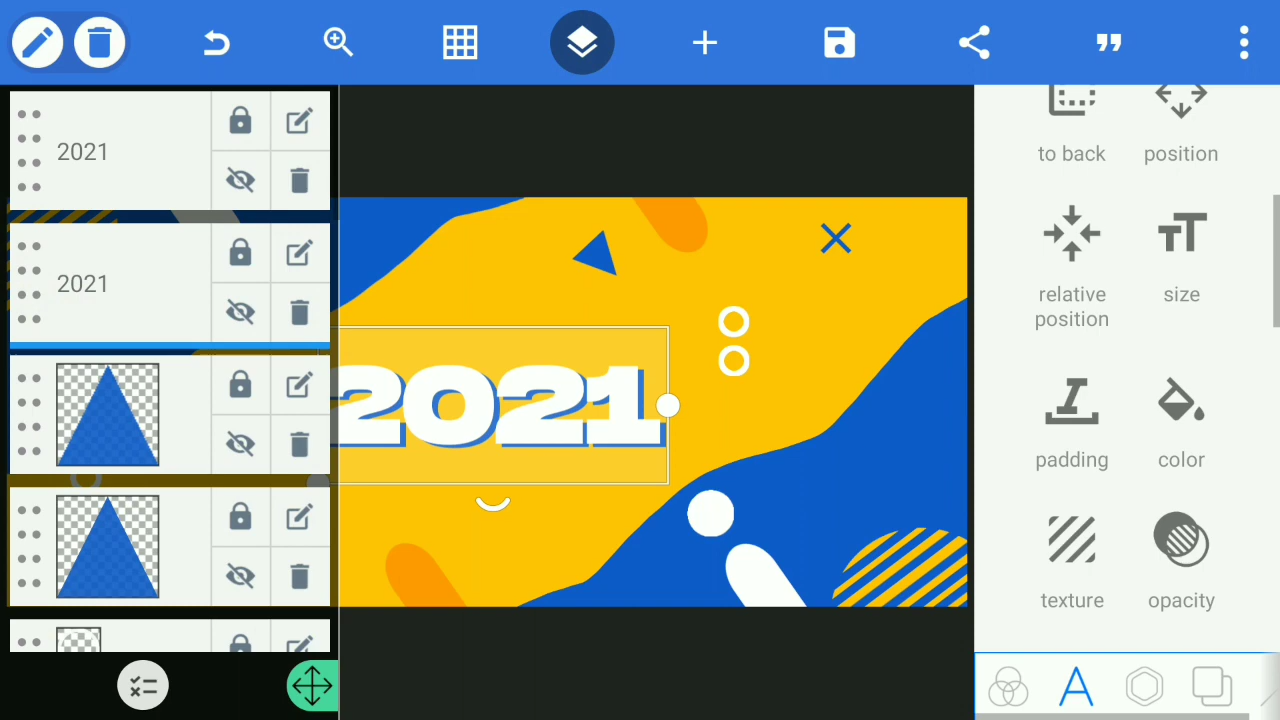 2021
2021
2021
to back
position
relative
position
size
padding
color
texture
opacity